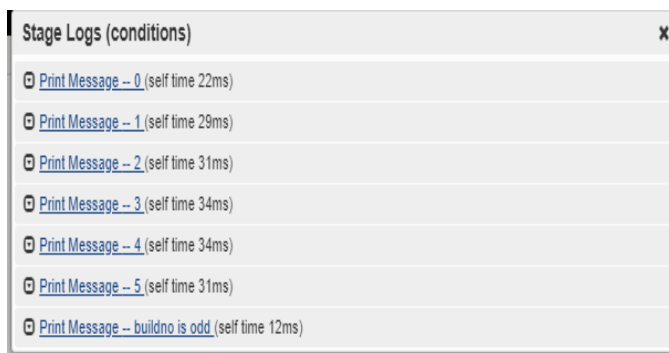 Stage Logs (conditions)
Print Message -- 0 (self time 22ms)
Print Message -- 1 (self time 29ms)
Print Message -- 2 (self time 31ms)
Print Message -- 3 (self time 34ms)
Print Message -- 4 (self time 34ms)
Print Message -- 5 (self time 31ms)
Print Message -- buildno is odd (self time 12ms)